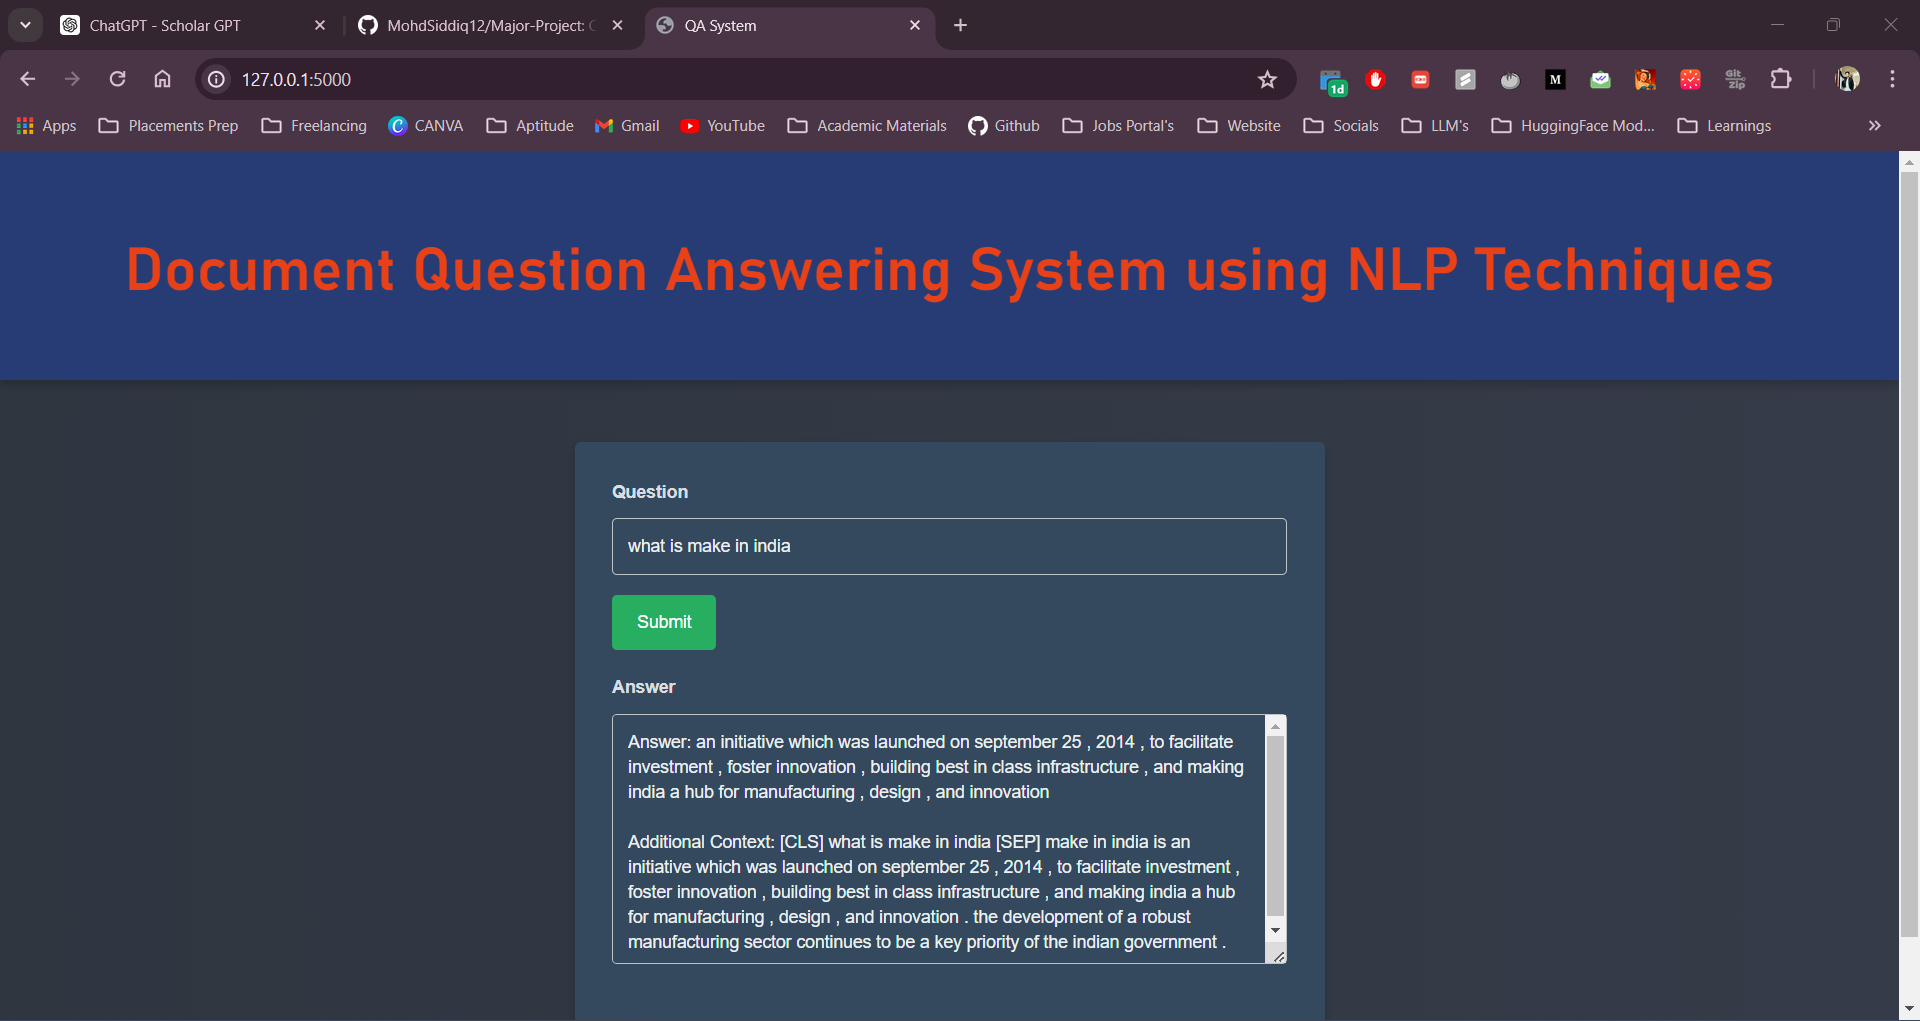 ChatGPT - Scholar GPT
MohdSiddiq12/Major-Project:
QA System
127.0.0.1:5000
1d
M
Git
zip
Apps
Placements Prep
Freelancing
CANVA
Aptitude
Gmail
YouTube
Academic Materials
Github
Jobs Portal's
Website
Socials
LLM's
HuggingFace Mod...
Learnings
Document Question Answering System using NLP Techniques
Question
what is make in india
Submit
Answer
Answer: an initiative which was launched on september 25 , 2014 , to facilitate
investment , foster innovation , building best in class infrastructure , and making
india a hub for manufacturing , design , and innovation
Additional Context: [CLS] what is make in india [SEP] make in india is an
initiative which was launched on september 25 , 2014 , to facilitate investment ,
foster innovation , building best in class infrastructure , and making india a hub
for manufacturing , design , and innovation . the development of a robust
manufacturing sector continues to be a key priority of the indian government .